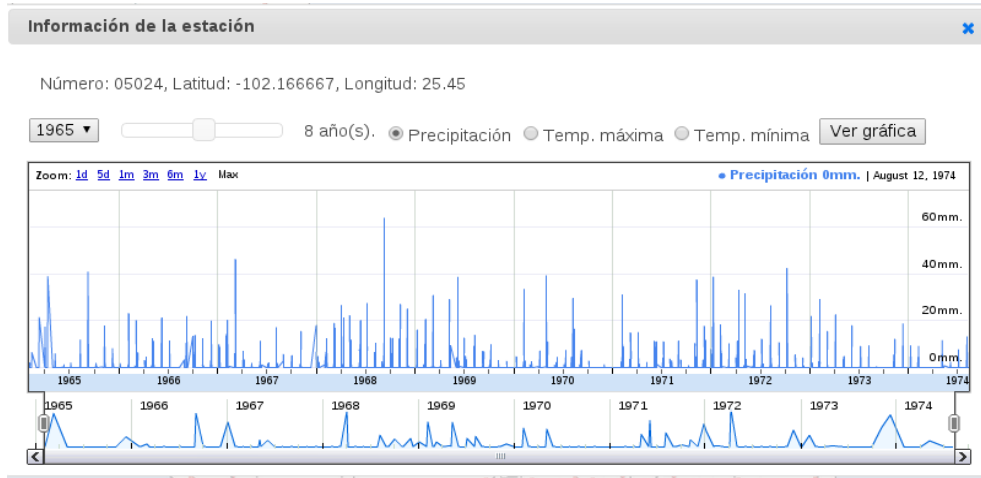 Información de la estación
Número: 05024, Latitud: -102.166667, Longitud: 25.45
1965 8 año(s). Precipitación Temp. máxima Temp. mínima Ver gráfica
Zoom: 1d 5d 1m 3m 6m 1y Max Precipitación 0mm. | August 12, 1974
60mm.
40mm.
20mm.
0mm.
1965 1966 1967 1968 1969 1970 1971 1972 1973 1974
1965 1966 1967 1968 1969 1970 1971 1972 1973 1974